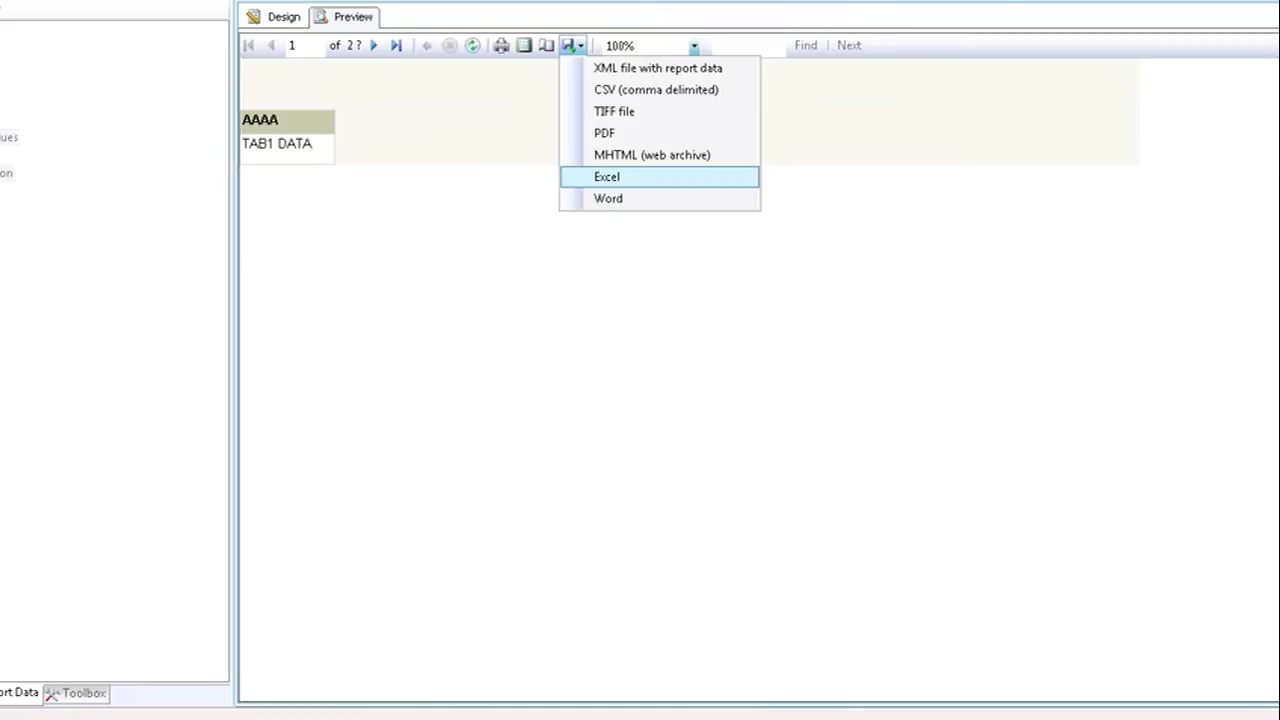 Design Preview
1 of 2 ? 100% Find | Next
XML file with report data
CSV (comma delimited)
TIFF file
AAAA
PDF
ues
TAB1 DATA
MHTML (web archive)
on
Excel
Word
ort Data Toolbox